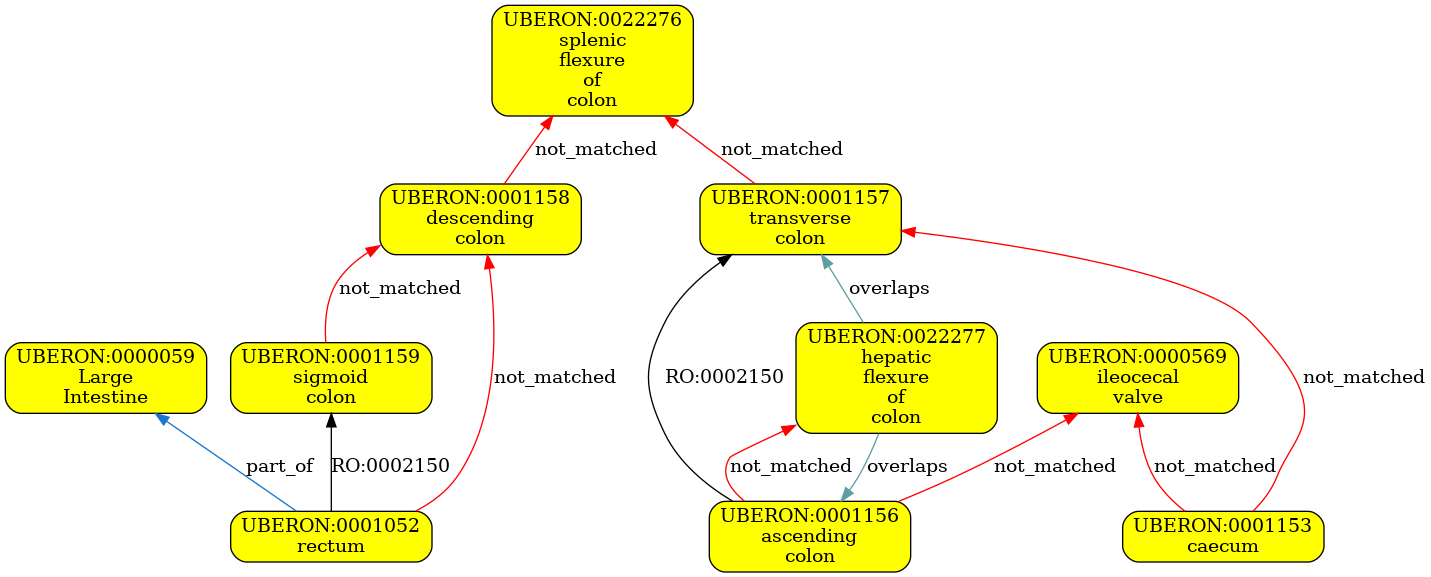 UBERON:0022276
splenic
flexure
of
colon
not_matched
not_matched
UBERON:0001158
descending
colon
UBERON:0001157
transverse
colon
not_matched
overlaps
UBERON:0000059
Large
Intestine
UBERON:0001159
sigmoid
colon
not_matched
RO:0002150
UBERON:0022277
hepatic
flexure
of
colon
UBERON:0000569
ileocecal
valve
not_matched
part_of
RO:0002150
not_matched
overlaps
not_matched
not_matched
UBERON:0001052
rectum
UBERON:0001156
ascending
colon
UBERON:0001153
caecum